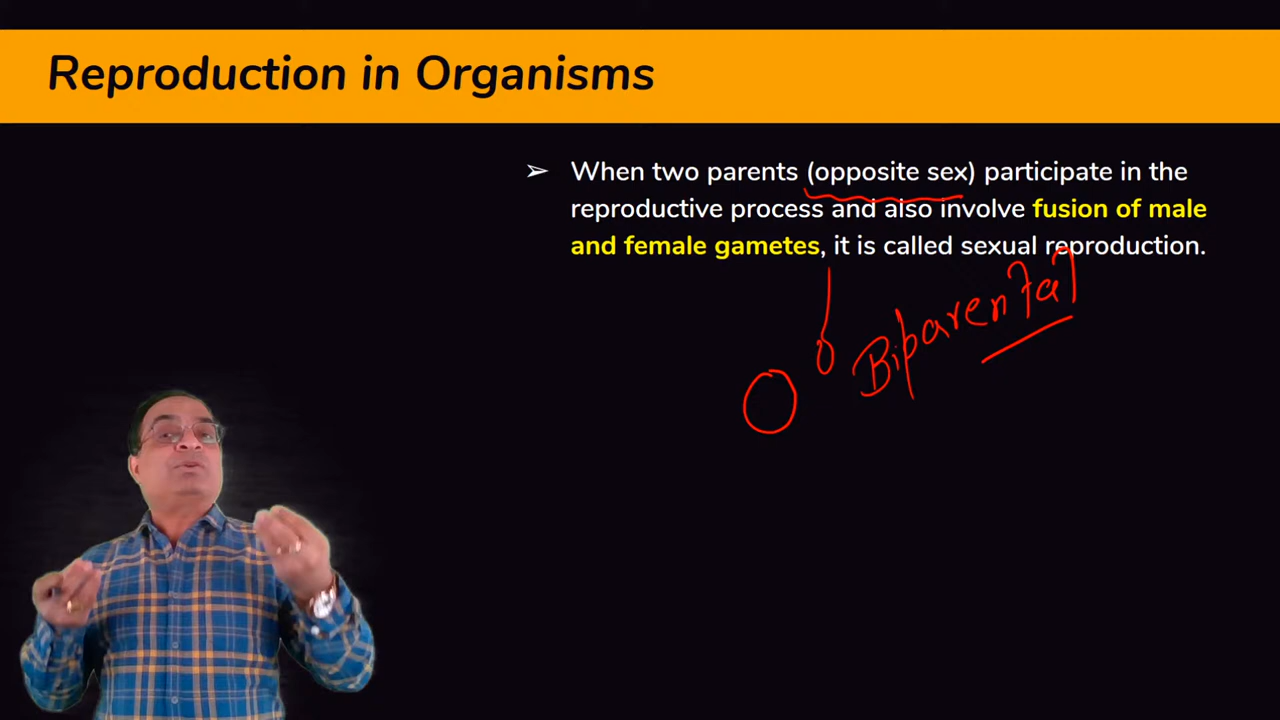 Reproduction in Organisms
➢ When two parents (opposite sex) participate in the
reproductive process and also involve fusion of male
and female gametes, it is called sexual reproduction.
Biparental